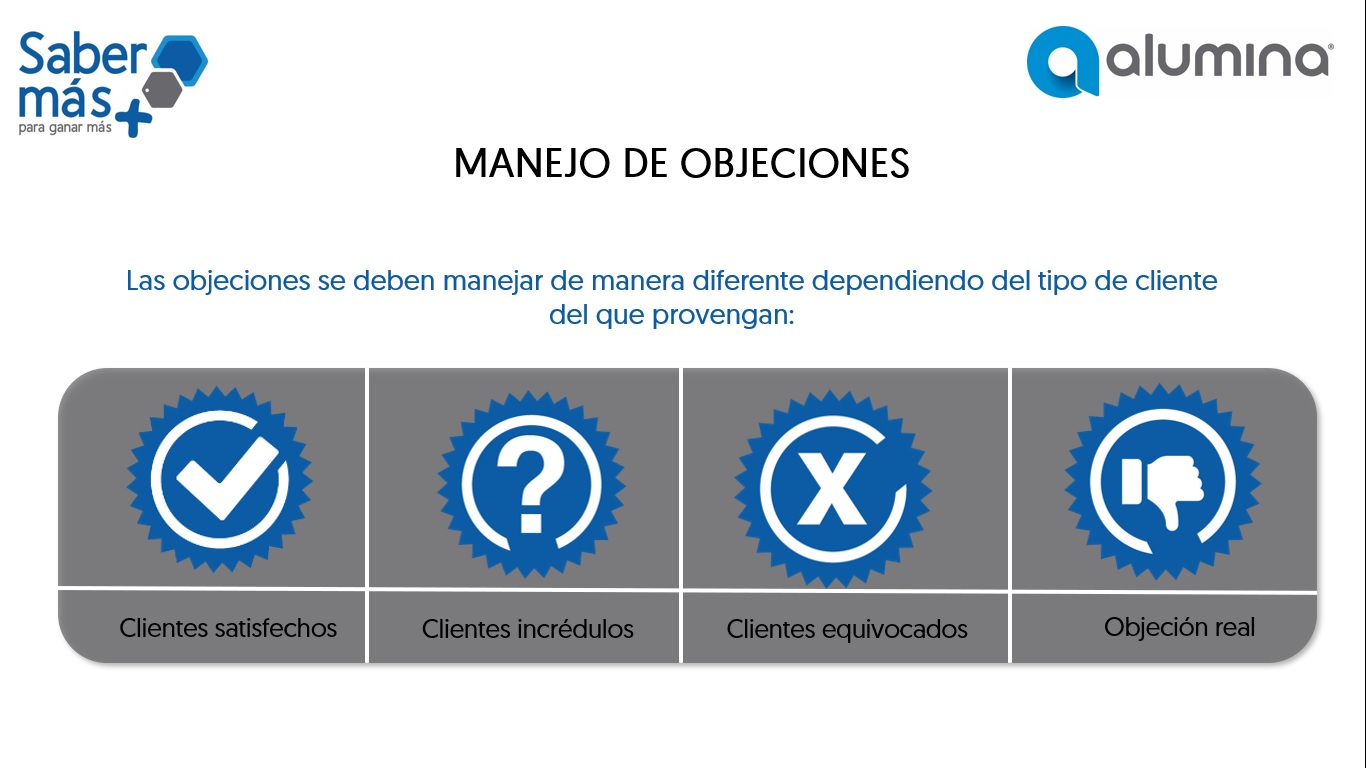 Saber
más
para ganar más
alumina®
MANEJO DE OBJECIONES
Las objeciones se deben manejar de manera diferente dependiendo del tipo de cliente
del que provengan:
?
X
Clientes satisfechos
Clientes incrédulos
Clientes equivocados
Objeción real